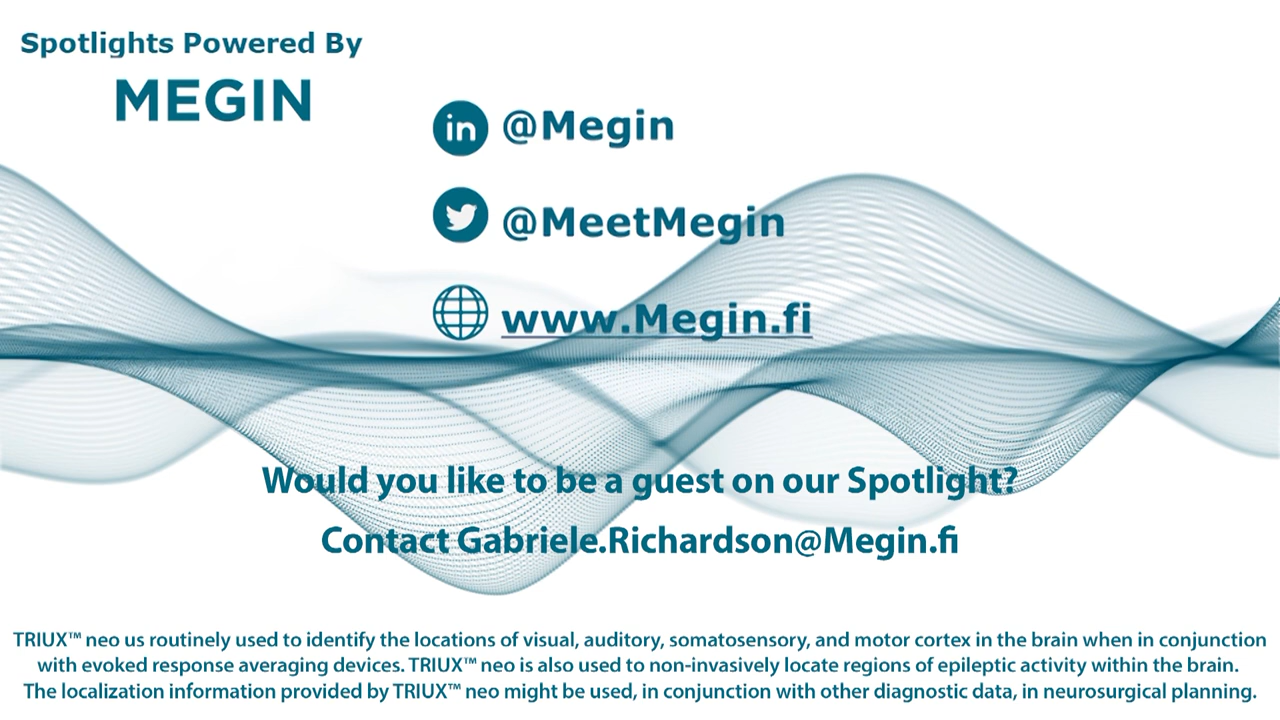 Spotlights Powered By
MEGIN
in @Megin
@MeetMegin
www.Megin.fi
Would you like to be a guest on our Spotlight?
Contact Gabriele.Richardson@Megin.fi
TRIUX™ neo us routinely used to identify the locations of visual, auditory, somatosensory, and motor cortex in the brain when in conjunction
with evoked response averaging devices. TRIUX™ neo is also used to non-invasively locate regions of epileptic activity within the brain.
The localization information provided by TRIUX™ neo might be used, in conjunction with other diagnostic data, in neurosurgical planning.